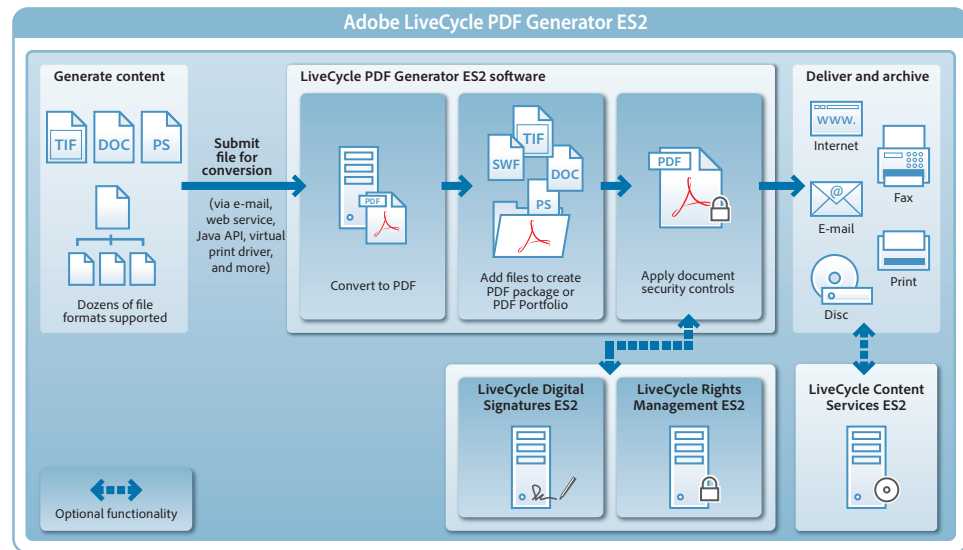 Adobe LiveCycle PDF Generator ES2
Generate content
TIF
DOC
PS
Dozens of file
formats supported
Submit
file for
conversion
(via e-mail,
web service,
Java API, virtual
print driver,
and more)
LiveCycle PDF Generator ES2 software
PDF
Convert to PDF
TIF
SWF
DOC
PS
Add files to create
PDF package or
PDF Portfolio
PDF
Apply document
security controls
Deliver and archive
www.
Internet
Fax
@
E-mail
Print
Disc
LiveCycle Digital
Signatures ES2
LiveCycle Rights
Management ES2
LiveCycle Content
Services ES2
Optional functionality